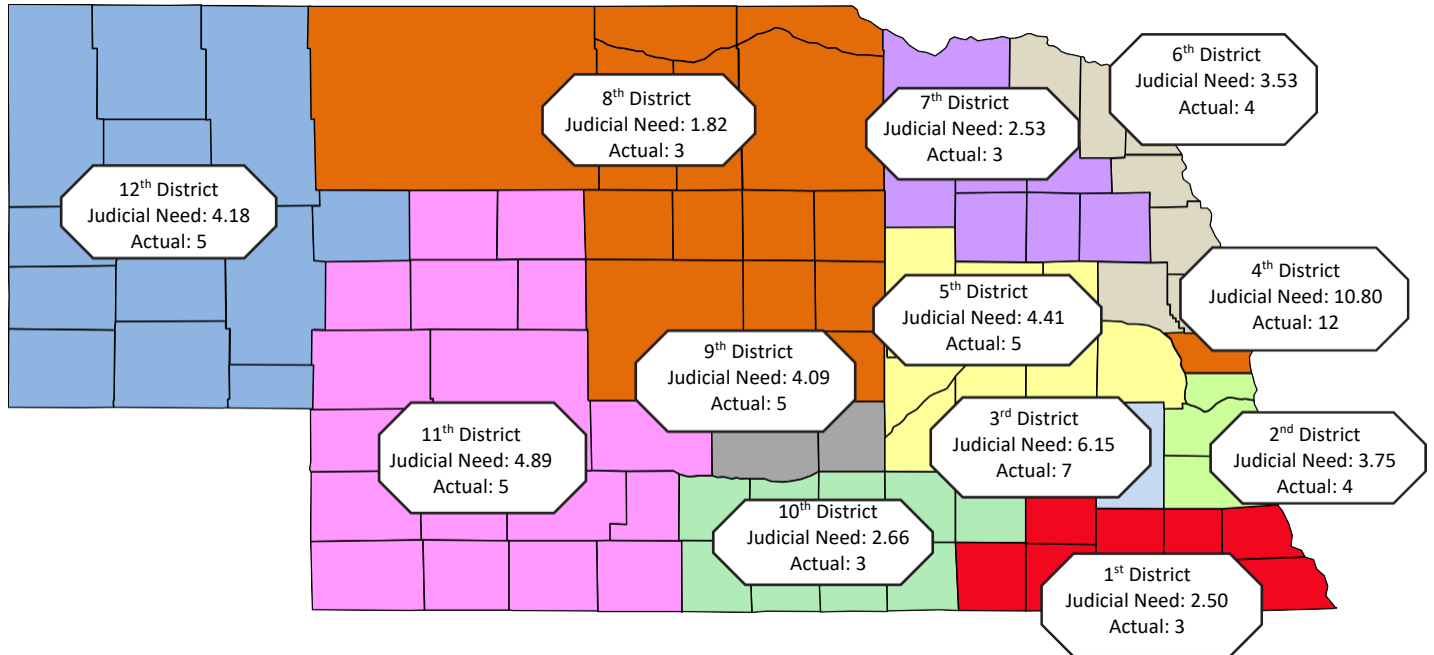 6th District
Judicial Need: 3.53
Actual: 4
8th District
Judicial Need: 1.82
Actual: 3
7th District
Judicial Need: 2.53
Actual: 3
12th District
Judicial Need: 4.18
Actual: 5
4th District
Judicial Need: 10.80
Actual: 12
5th District
Judicial Need: 4.41
Actual: 5
9th District
Judicial Need: 4.09
Actual: 5
3rd District
Judicial Need: 6.15
Actual: 7
2nd District
Judicial Need: 3.75
Actual: 4
11th District
Judicial Need: 4.89
Actual: 5
10th District
Judicial Need: 2.66
Actual: 3
1st District
Judicial Need: 2.50
Actual: 3